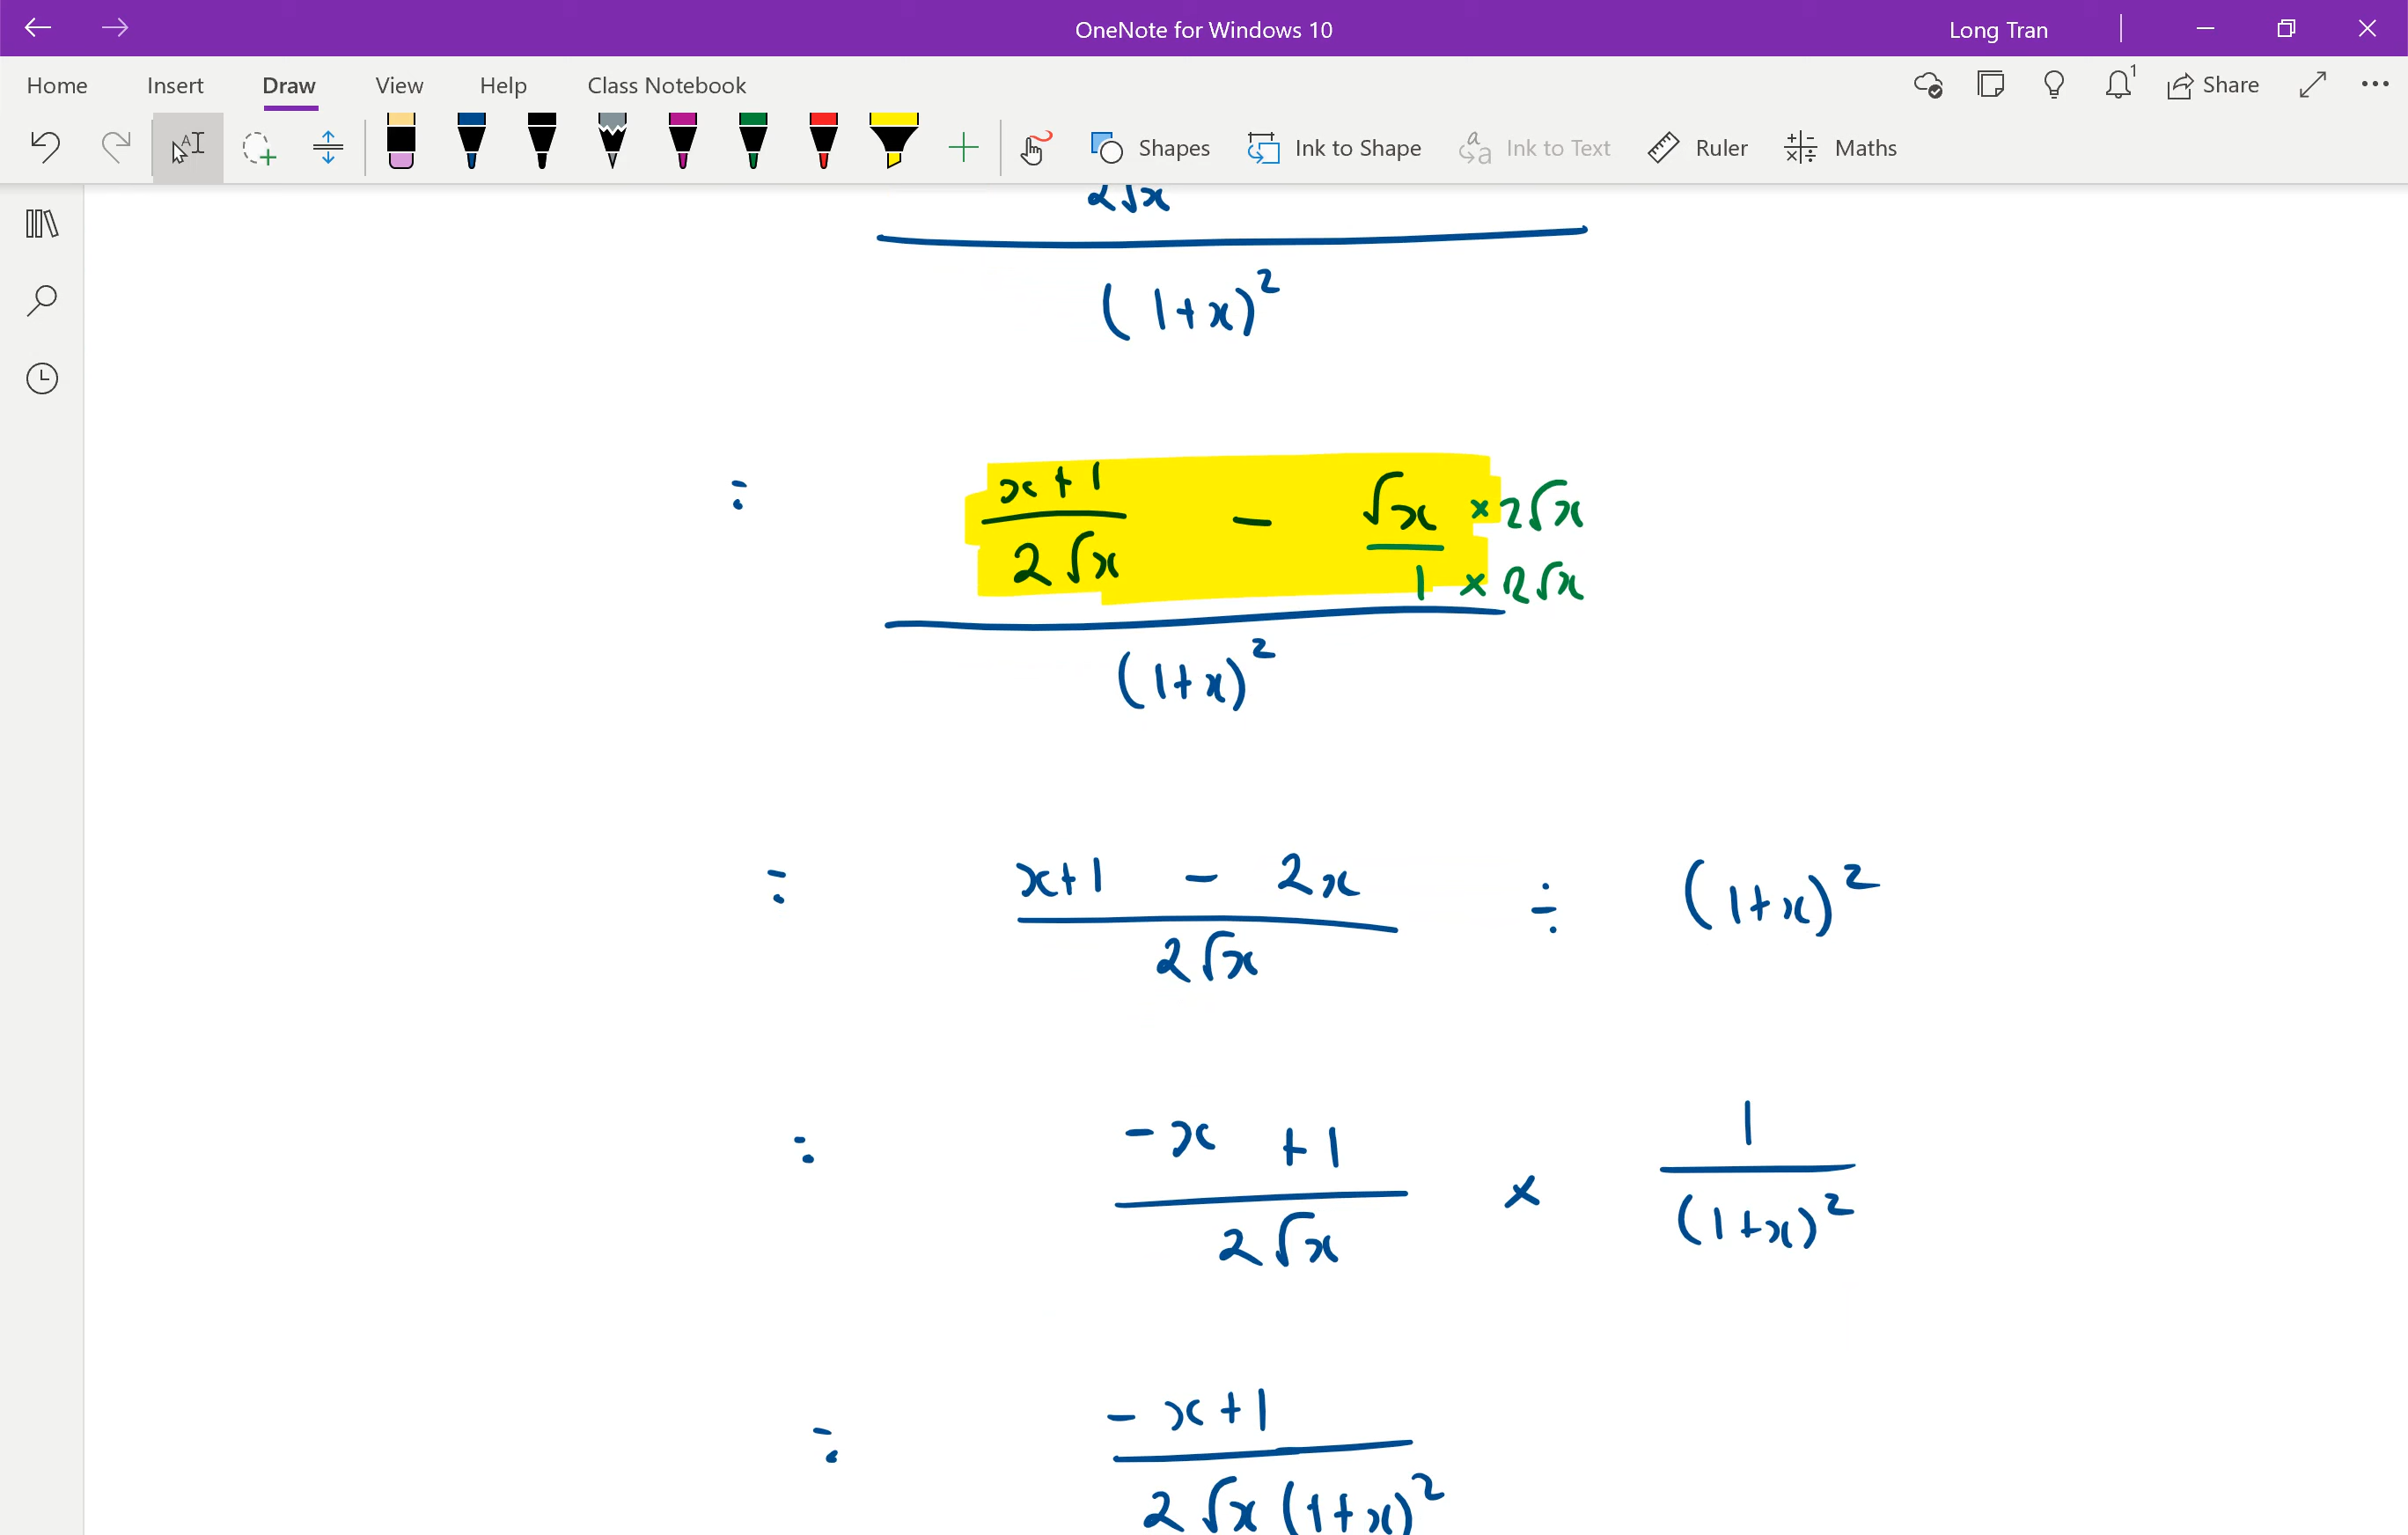 OneNote for Windows 10
Long Tran
Home Insert Draw View Help Class Notebook
1
Share
Shapes Ink to Shape Ink to Text Ruler Maths
2√x
(1+x)²
= x+1 − √x ×2√x
2√x 1 ×2√x
(1+x)²
= x+1 − 2x ÷ (1+x)²
2√x
= −x +1 × 1
2√x (1+x)²
= −x+1
2√x(1+x)²